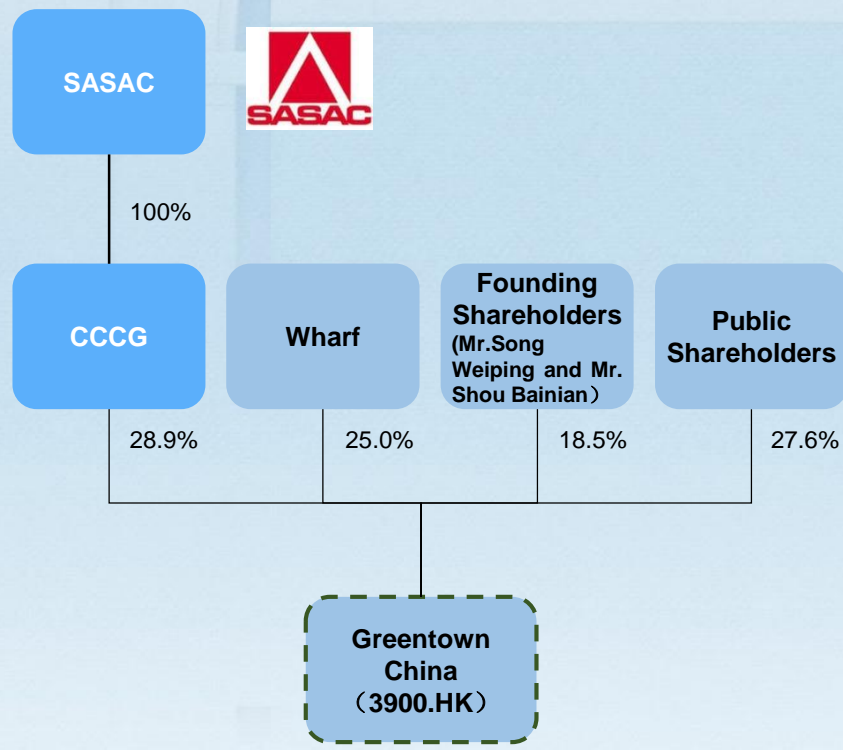 SASAC
SASAC
100%
CCCG
Wharf
Founding
Shareholders
(Mr.Song
Weiping and Mr.
Shou Bainian）
Public
Shareholders
28.9%
25.0%
18.5%
27.6%
Greentown
China
（3900.HK）